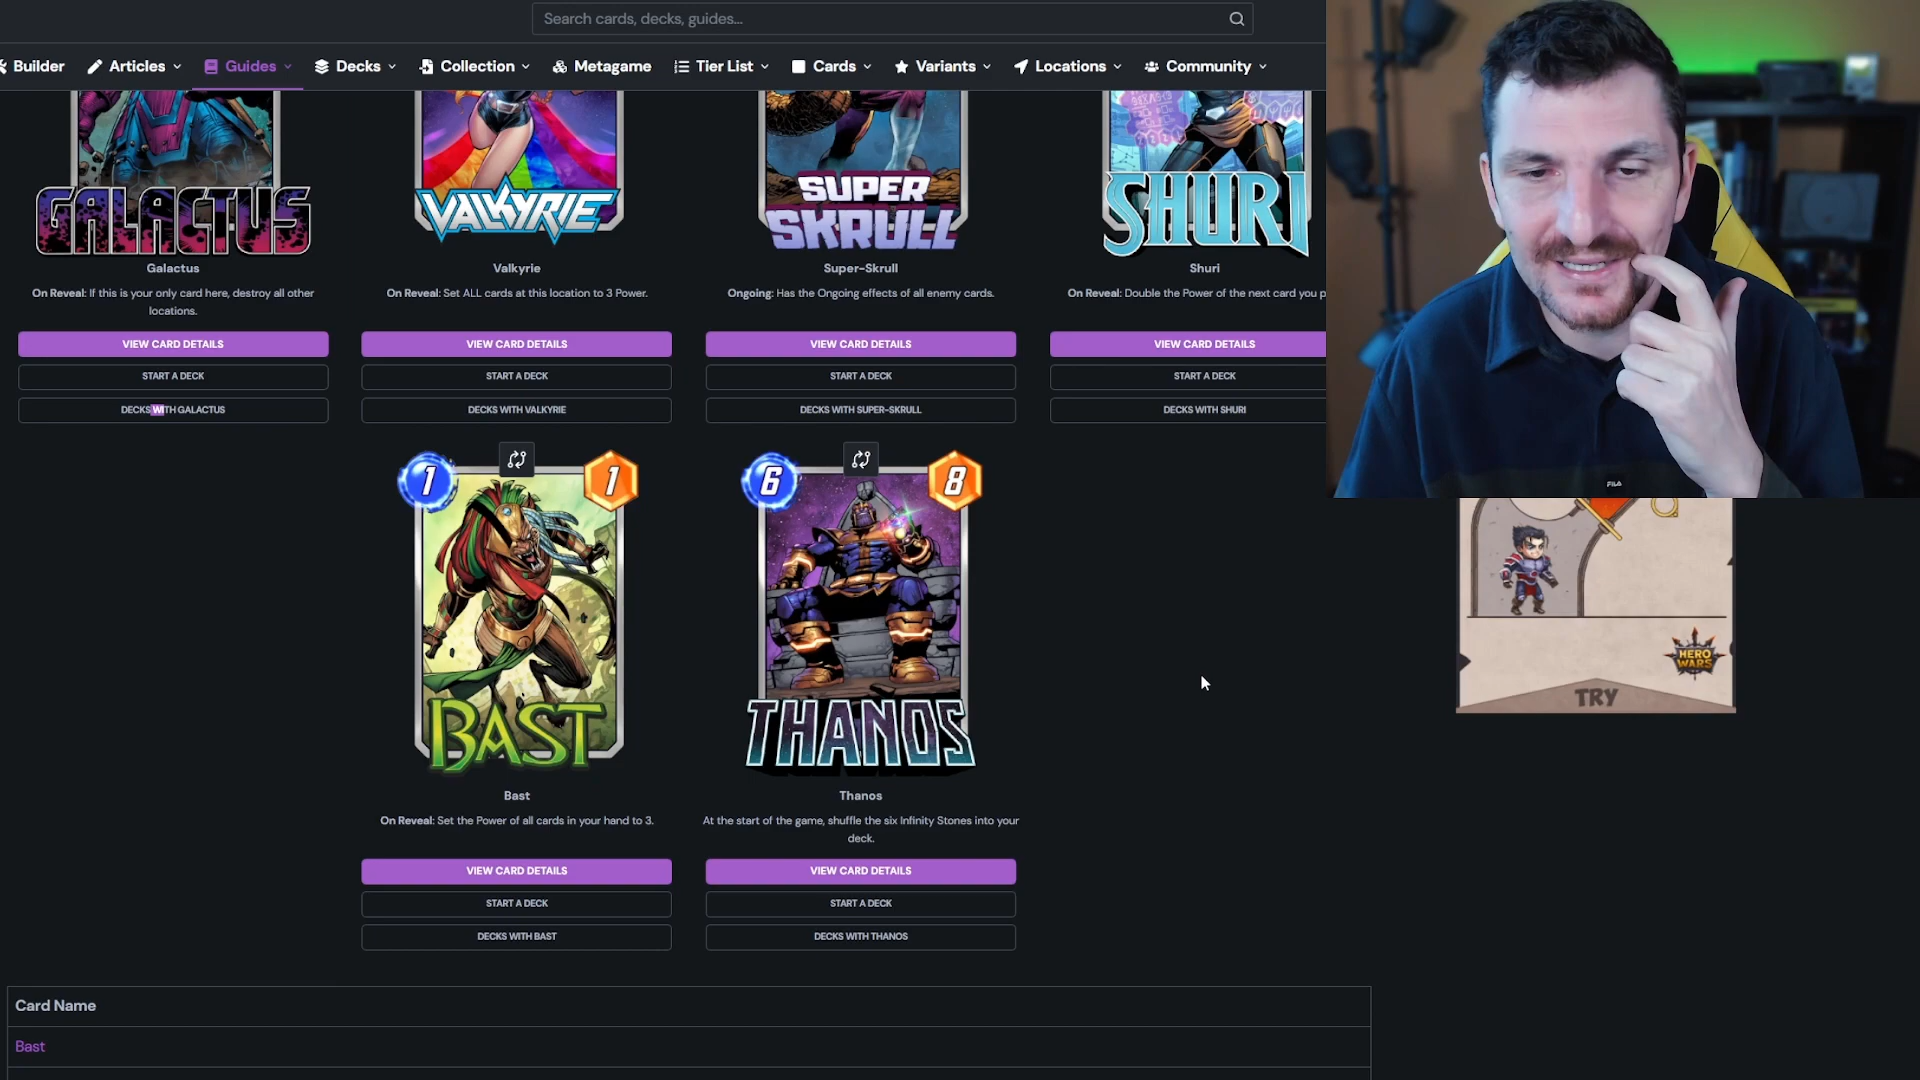 Search cards, decks, guides...
Builder
Articles
Guides
Decks
Collection
Metagame
Tier List
Cards
Variants
Locations
Community
GALACTUS
VALKYRIE
SUPER
SKRULL
SHURI
Galactus
Valkyrie
Super-Skrull
Shuri
On Reveal: If this is your only card here, destroy all other
locations.
On Reveal: Set ALL cards at this location to 3 Power.
Ongoing: Has the Ongoing effects of all enemy cards.
On Reveal: Double the Power of the next card you p
VIEW CARD DETAILS
VIEW CARD DETAILS
VIEW CARD DETAILS
VIEW CARD DETAILS
START A DECK
START A DECK
START A DECK
START A DECK
DECKS WITH GALACTUS
DECKS WITH VALKYRIE
DECKS WITH SUPER-SKRULL
DECKS WITH SHURI
1
1
6
8
BAST
THANOS
Bast
Thanos
On Reveal: Set the Power of all cards in your hand to 3.
At the start of the game, shuffle the six Infinity Stones into your
deck.
VIEW CARD DETAILS
VIEW CARD DETAILS
START A DECK
START A DECK
DECKS WITH BAST
DECKS WITH THANOS
Card Name
Bast
FILA
HERO
WARS
TRY